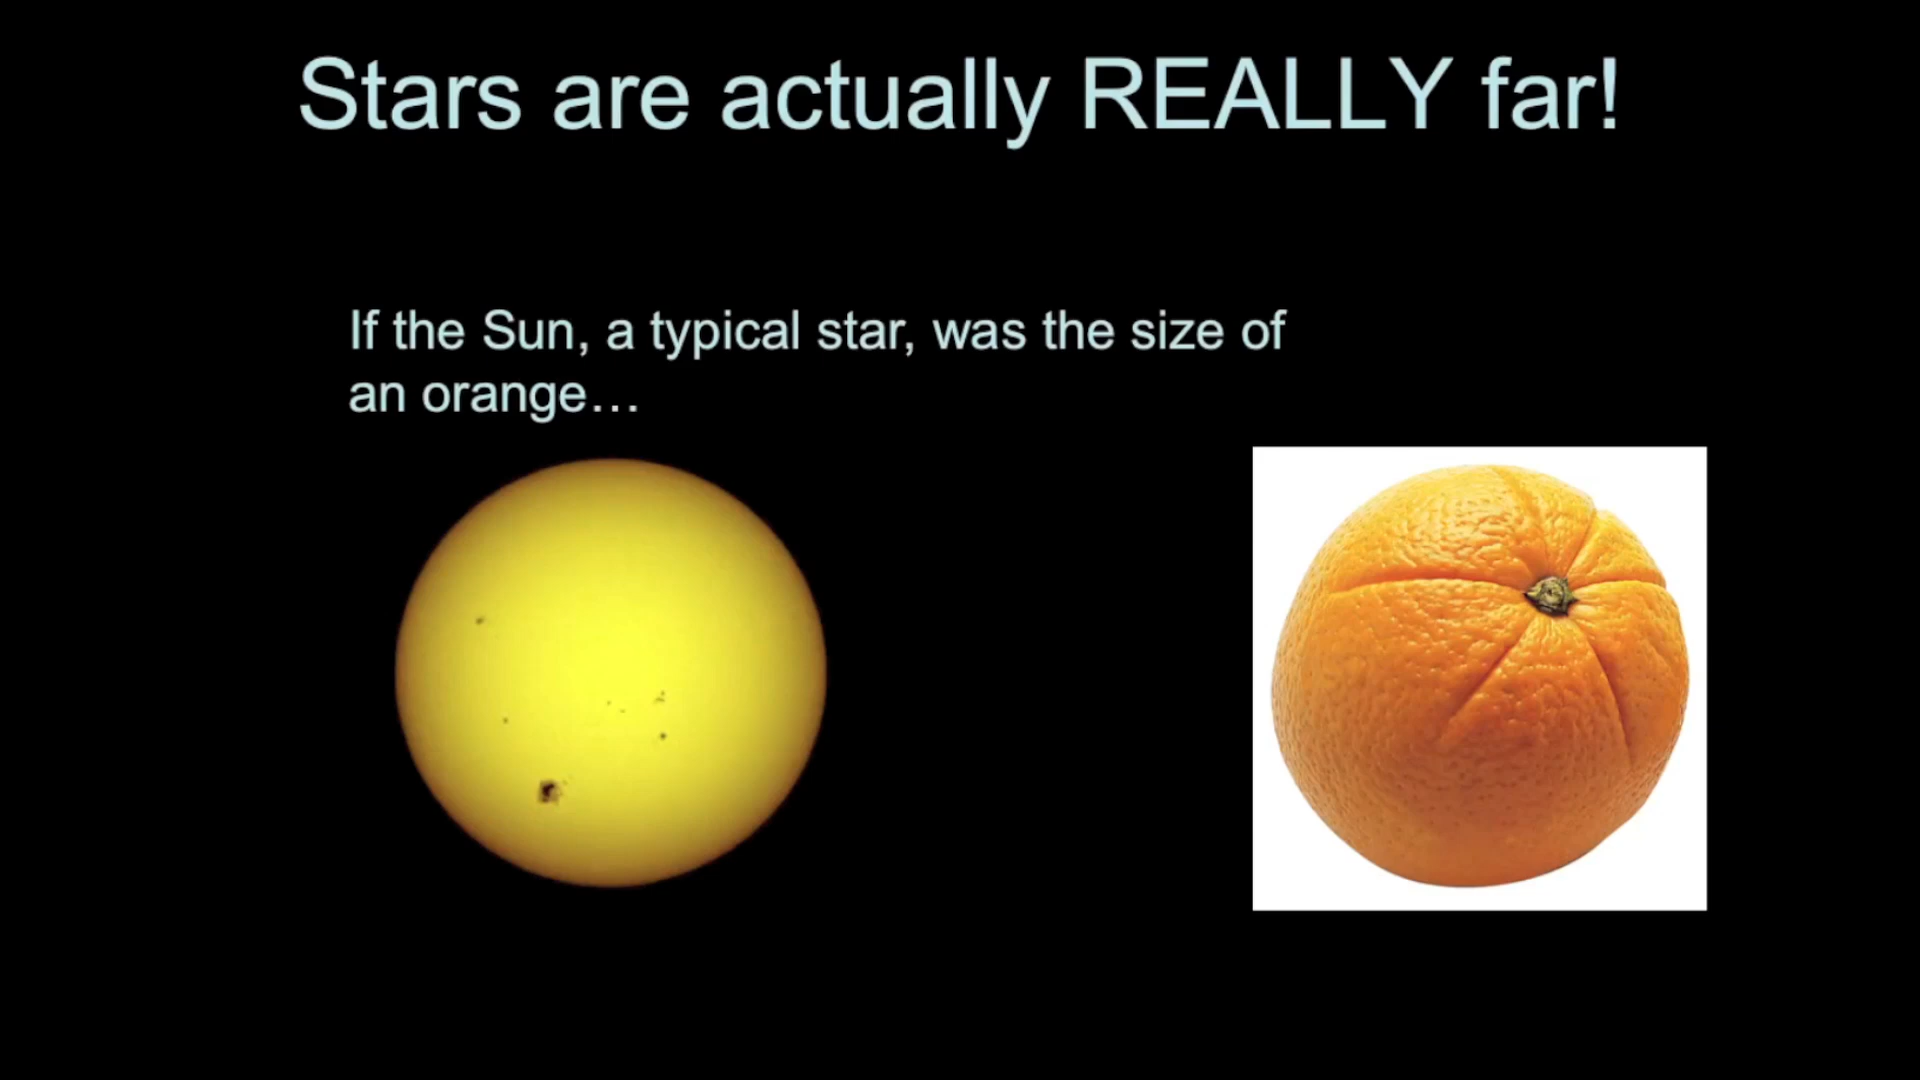 Stars are actually REALLY far!
If the Sun, a typical star, was the size of
an orange…